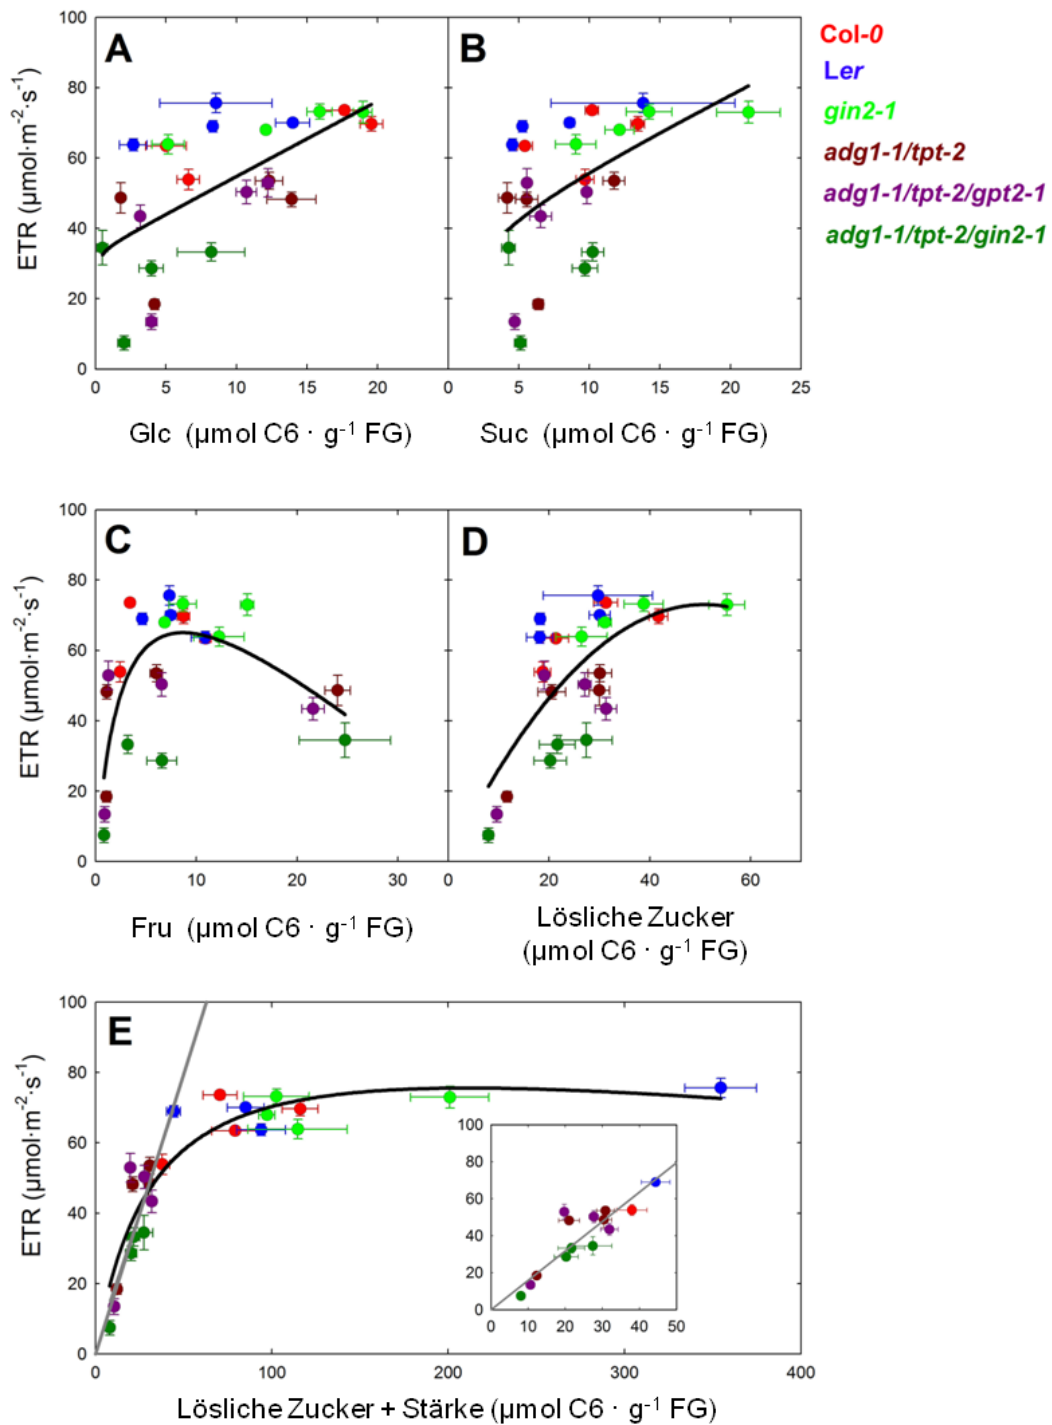 A
B
Col-0
Ler
gin2-1
adg1-1/tpt-2
adg1-1/tpt-2/gpt2-1
adg1-1/tpt-2/gin2-1
ETR (µmol·m-2·s-1)
100
80
60
40
20
0
0 5 10 15 20
0 5 10 15 20 25
Glc (µmol C6 · g-1 FG)
Suc (µmol C6 · g-1 FG)
C
D
ETR (µmol·m-2·s-1)
100
80
60
40
20
0
0 10 20 30
0 20 40 60
Fru (µmol C6 · g-1 FG)
Lösliche Zucker
(µmol C6 · g-1 FG)
E
ETR (µmol·m-2·s-1)
100
80
60
40
20
0
0 100 200 300 400
100
80
60
40
20
0
0 10 20 30 40 50
Lösliche Zucker + Stärke (µmol C6 · g-1 FG)